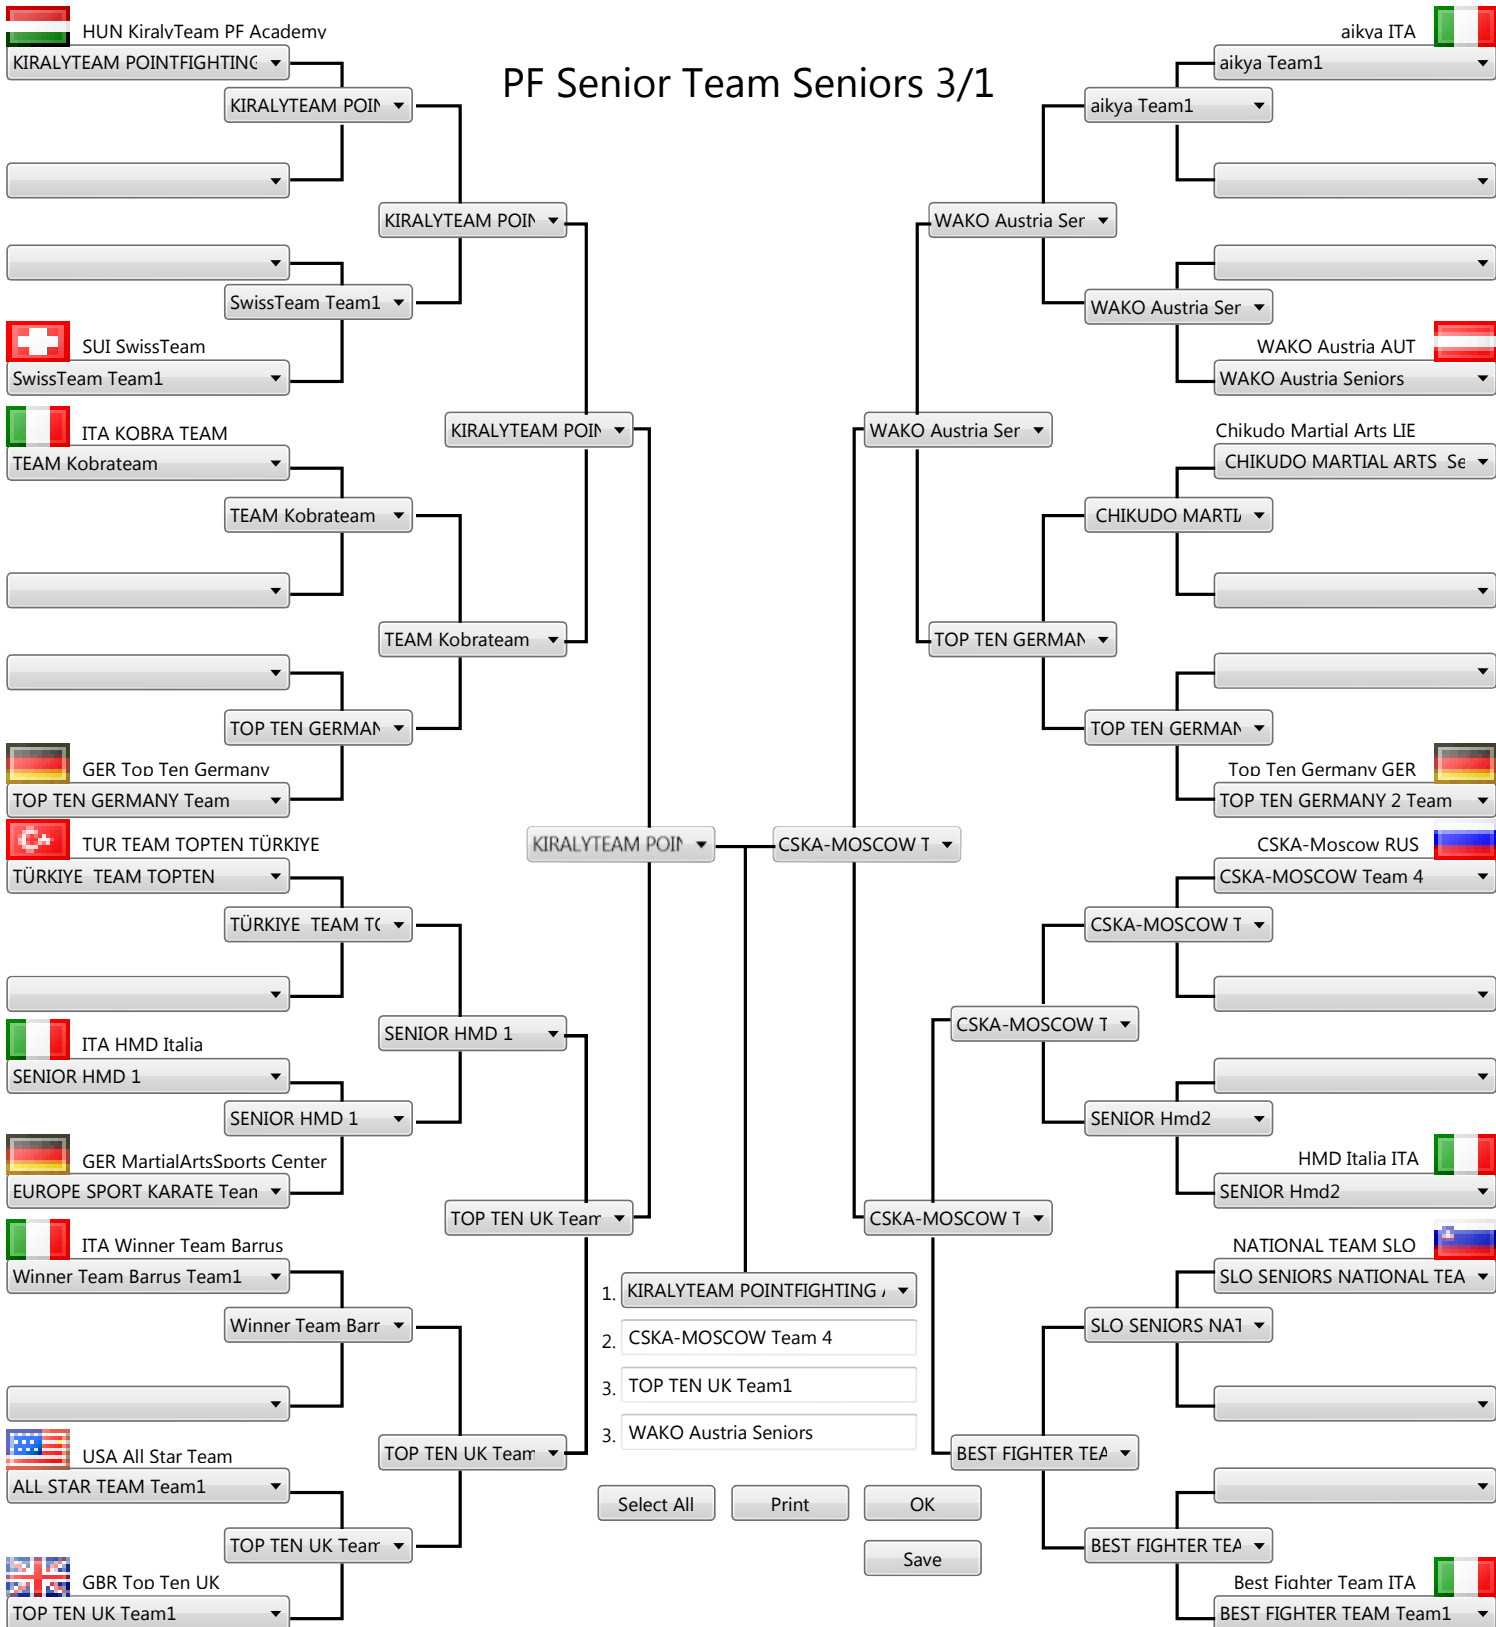 PF Senior Team Seniors 3/1
HUN KiralyTeam PF Academy
KIRALYTEAM POINTFIGHTING
KIRALYTEAM POIN
KIRALYTEAM POIN
SwissTeam Team1
SUI SwissTeam
SwissTeam Team1
ITA KOBRA TEAM
TEAM Kobrateam
KIRALYTEAM POIN
TEAM Kobrateam
TEAM Kobrateam
TOP TEN GERMAN
GER Top Ten Germany
TOP TEN GERMANY Team
TUR TEAM TOPTEN TÜRKIYE
TÜRKIYE  TEAM TOPTEN
KIRALYTEAM POIN
TÜRKIYE  TEAM TO
SENIOR HMD 1
ITA HMD Italia
SENIOR HMD 1
SENIOR HMD 1
GER MartialArtsSports Center
EUROPE SPORT KARATE Tean
TOP TEN UK Team
ITA Winner Team Barrus
Winner Team Barrus Team1
Winner Team Barr
TOP TEN UK Team
USA All Star Team
ALL STAR TEAM Team1
TOP TEN UK Team
GBR Top Ten UK
TOP TEN UK Team1
aikya ITA
aikya Team1
aikya Team1
WAKO Austria Ser
WAKO Austria Ser
WAKO Austria AUT
WAKO Austria Seniors
WAKO Austria Ser
Chikudo Martial Arts LIE
CHIKUDO MARTIAL ARTS  Se
CHIKUDO MARTIA
TOP TEN GERMAN
TOP TEN GERMAN
Top Ten Germany GER
TOP TEN GERMANY 2 Team
CSKA-MOSCOW T
CSKA-Moscow RUS
CSKA-MOSCOW Team 4
CSKA-MOSCOW T
CSKA-MOSCOW T
SENIOR Hmd2
HMD Italia ITA
SENIOR Hmd2
CSKA-MOSCOW T
NATIONAL TEAM SLO
SLO SENIORS NATIONAL TEA
SLO SENIORS NAT
BEST FIGHTER TEA
BEST FIGHTER TEA
Best Fighter Team ITA
BEST FIGHTER TEAM Team1
1. KIRALYTEAM POINTFIGHTING A
2. CSKA-MOSCOW Team 4
3. TOP TEN UK Team1
3. WAKO Austria Seniors
Select All
Print
OK
Save